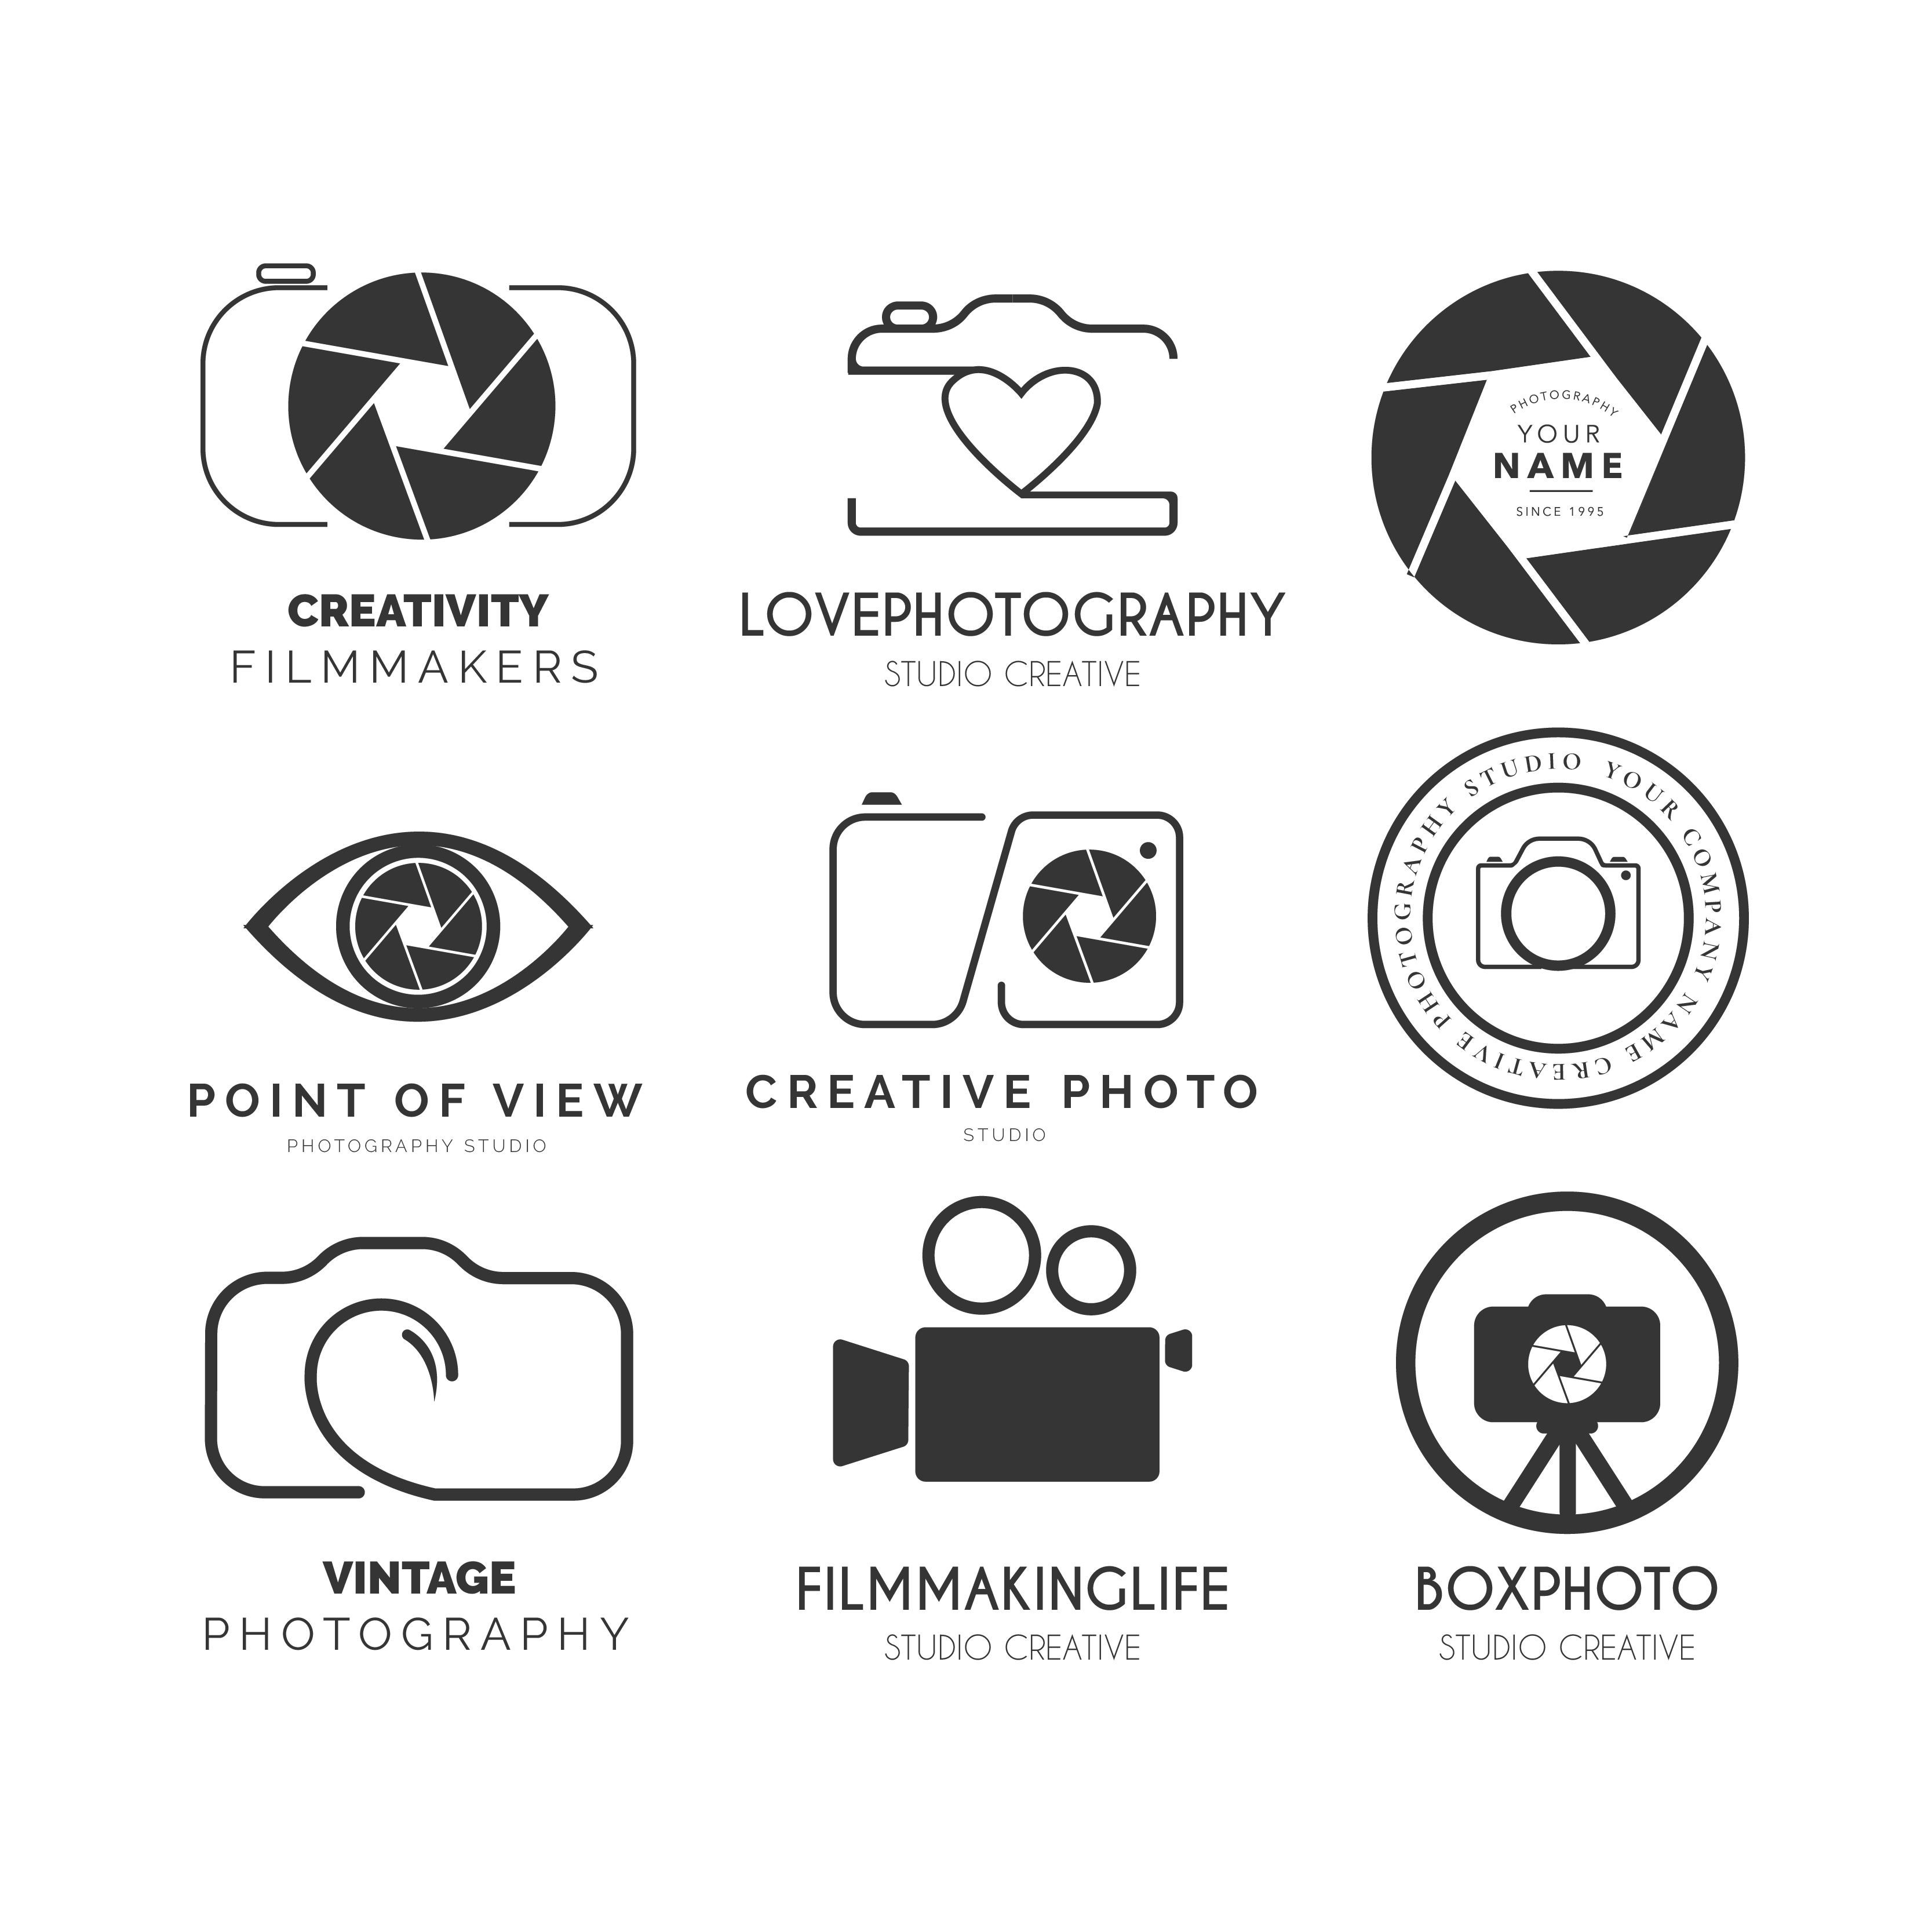 CREATIVITY
FILMMAKERS
LOVEPHOTOGRAPHY
STUDIO CREATIVE
PHOTOGRAPHY
YOUR
NAME
SINCE 1995
POINT OF VIEW
PHOTOGRAPHY STUDIO
CREATIVE PHOTO
STUDIO
YOUR COMPANY NAME CREATIVE PHOTOGRAPHY STUDIO
VINTAGE
PHOTOGRAPHY
FILMMAKINGLIFE
STUDIO CREATIVE
BOXPHOTO
STUDIO CREATIVE